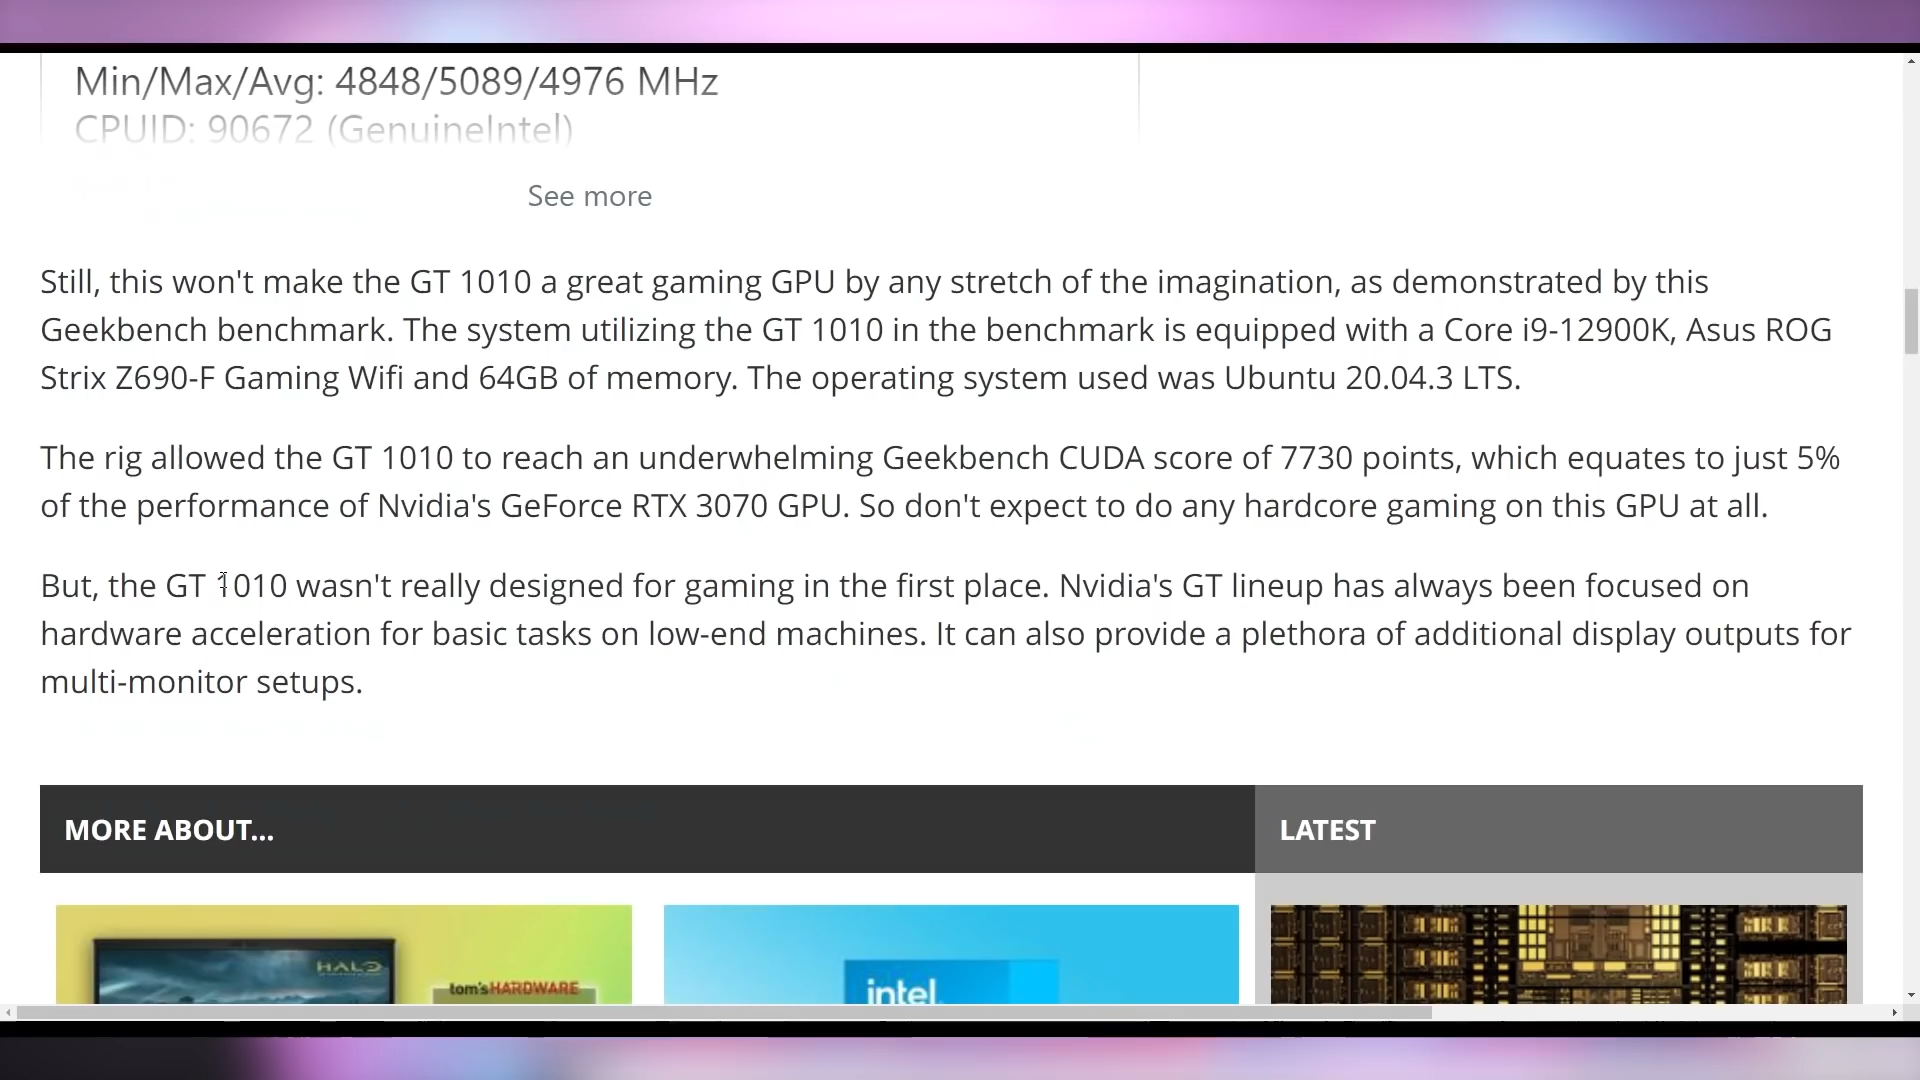 Min/Max/Avg: 4848/5089/4976 MHz
CPUID: 90672 (GenuineIntel)
See more
Still, this won't make the GT 1010 a great gaming GPU by any stretch of the imagination, as demonstrated by this
Geekbench benchmark. The system utilizing the GT 1010 in the benchmark is equipped with a Core i9-12900K, Asus ROG
Strix Z690-F Gaming Wifi and 64GB of memory. The operating system used was Ubuntu 20.04.3 LTS.
The rig allowed the GT 1010 to reach an underwhelming Geekbench CUDA score of 7730 points, which equates to just 5%
of the performance of Nvidia's GeForce RTX 3070 GPU. So don't expect to do any hardcore gaming on this GPU at all.
But, the GT 1010 wasn't really designed for gaming in the first place. Nvidia's GT lineup has always been focused on
hardware acceleration for basic tasks on low-end machines. It can also provide a plethora of additional display outputs for
multi-monitor setups.
MORE ABOUT...
LATEST
HALO
tom'sHARDWARE
intel.